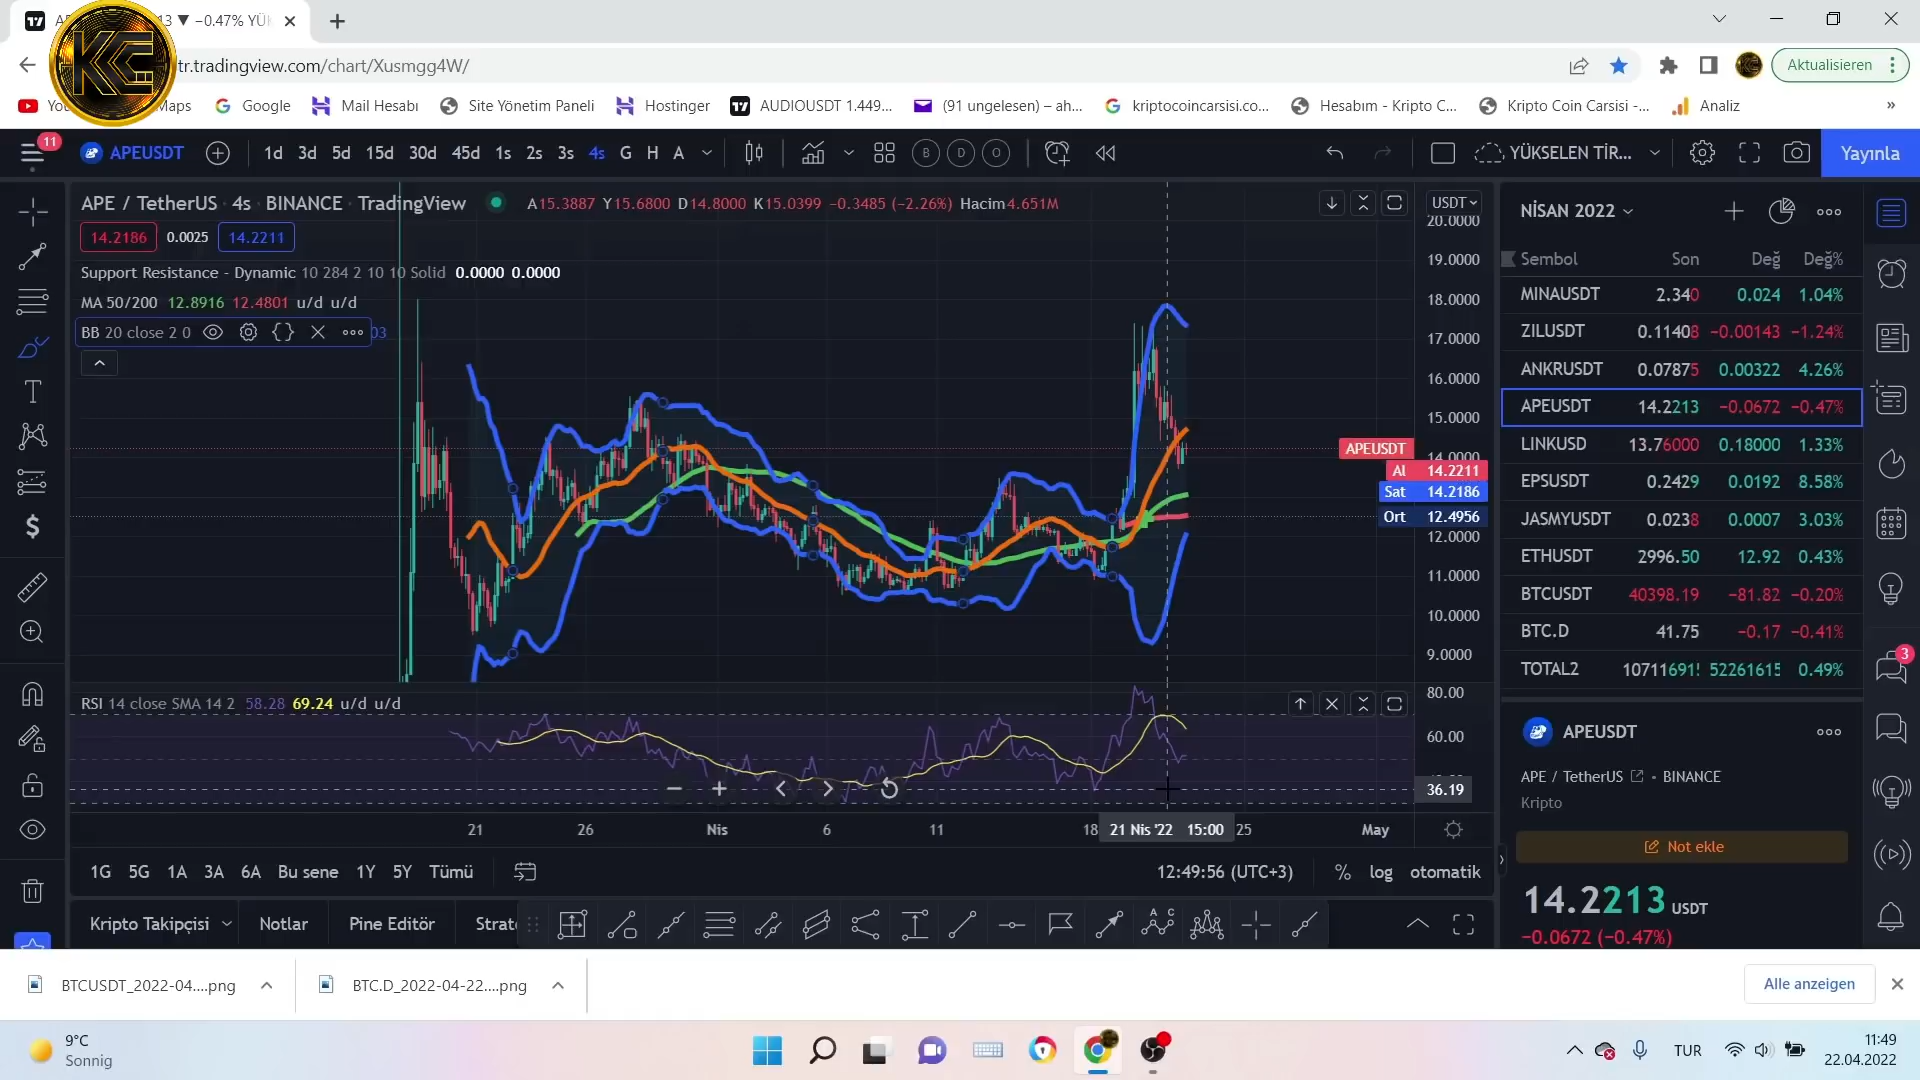 13 ▼ −0.47% YÜK
KC
tr.tradingview.com/chart/Xusmgg4W/
Aktualisieren
Maps
Google
Mail Hesabı
Site Yönetim Paneli
Hostinger
AUDIOUSDT 1.449...
(91 ungelesen) – ah...
kriptocoincarsisi.co...
Hesabım - Kripto C...
Kripto Coin Carsisi -...
Analiz
»
11
APEUSDT
1d 3d 5d 15d 30d 45d 1s 2s 3s 4s G H A
B D O
YÜKSELEN TİR...
Yayınla
APE / TetherUS · 4s · BINANCE · TradingView
A15.3887 Y15.6800 D14.8000 K15.0399 −0.3485 (−2.26%) Hacim4.651M
14.2186 0.0025 14.2211
Support Resistance - Dynamic 10 284 2 10 10 Solid 0.0000 0.0000
MA 50/200 12.8916 12.4801 u/d u/d
BB 20 close 2 0
03
USDT
20.0000
19.0000
18.0000
17.0000
16.0000
15.0000
14.0000
APEUSDT
Al 14.2211
Sat 14.2186
Ort 12.4956
12.0000
11.0000
10.0000
9.0000
RSI 14 close SMA 14 2 58.28 69.24 u/d u/d
80.00
60.00
36.19
21 26 Nis 6 11 18 21 Nis '22 15:00 25 May
1G 5G 1A 3A 6A Bu sene 1Y 5Y Tümü
12:49:56 (UTC+3)
% log otomatik
Kripto Takipçisi
Notlar
Pine Editör
Strate
NİSAN 2022
Sembol Son Değ Değ%
MINAUSDT 2.340 0.024 1.04%
ZILUSDT 0.11408 −0.00143 −1.24%
ANKRUSDT 0.07875 0.00322 4.26%
APEUSDT 14.2213 −0.0672 −0.47%
LINKUSD 13.76000 0.18000 1.33%
EPSUSDT 0.2429 0.0192 8.58%
JASMYUSDT 0.0238 0.0007 3.03%
ETHUSDT 2996.50 12.92 0.43%
BTCUSDT 40398.19 −81.82 −0.20%
BTC.D 41.75 −0.17 −0.41%
TOTAL2 107116915 52261615 0.49%
3
APEUSDT
APE / TetherUS • BINANCE
Kripto
Not ekle
14.2213 USDT
−0.0672 (−0.47%)
BTCUSDT_2022-04....png
BTC.D_2022-04-22....png
Alle anzeigen
9°C
Sonnig
TUR
11:49
22.04.2022